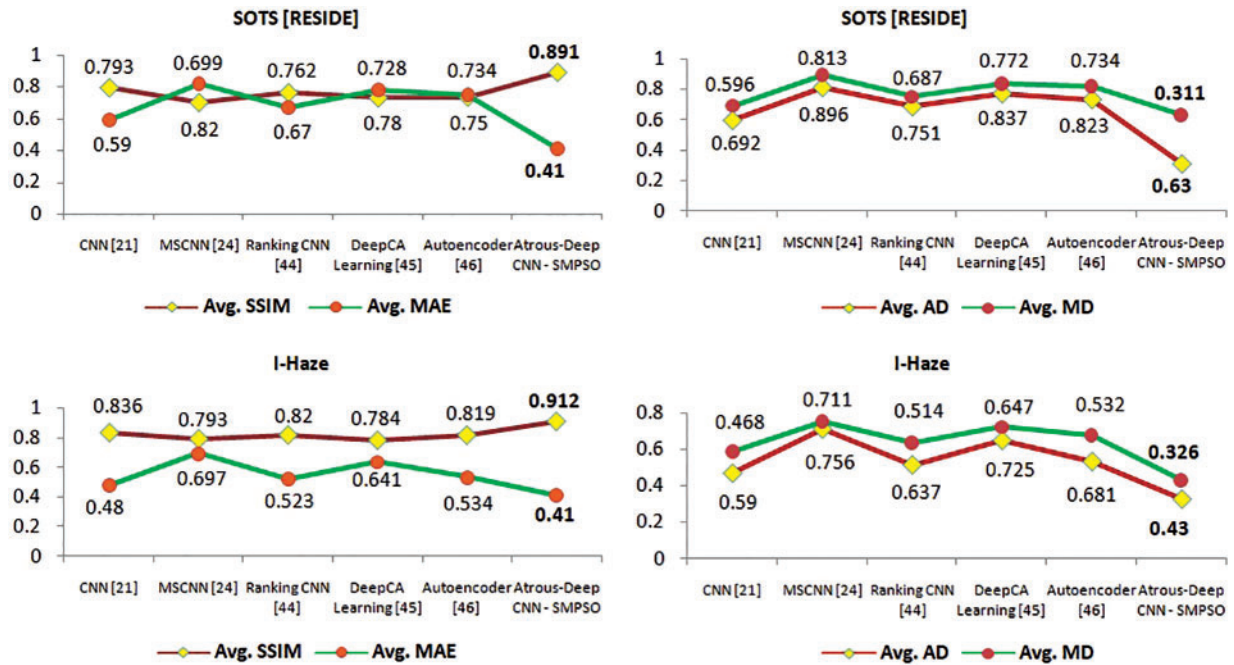 SOTS [RESIDE]
1
0.8
0.6
0.4
0.2
0
0.793
0.699
0.762
0.728
0.734
0.891
0.59
0.82
0.67
0.78
0.75
0.41
CNN [21]
MSCNN [24]
Ranking CNN
[44]
DeepCA
Learning [45]
Autoencoder
[46]
Atrous-Deep
CNN - SMPSO
Avg. SSIM
Avg. MAE
SOTS [RESIDE]
1
0.8
0.6
0.4
0.2
0
0.596
0.813
0.687
0.772
0.734
0.311
0.692
0.896
0.751
0.837
0.823
0.63
CNN [21]
MSCNN [24]
Ranking CNN
[44]
DeepCA
Learning [45]
Autoencoder
[46]
Atrous-Deep
CNN - SMPSO
Avg. AD
Avg. MD
I-Haze
1
0.8
0.6
0.4
0.2
0
0.836
0.793
0.82
0.784
0.819
0.912
0.48
0.697
0.523
0.641
0.534
0.41
CNN [21]
MSCNN [24]
Ranking CNN
[44]
DeepCA
Learning [45]
Autoencoder
[46]
Atrous-Deep
CNN - SMPSO
Avg. SSIM
Avg. MAE
I-Haze
0.8
0.6
0.4
0.2
0
0.468
0.711
0.514
0.647
0.532
0.326
0.59
0.756
0.637
0.725
0.681
0.43
CNN [21]
MSCNN [24]
Ranking CNN
[44]
DeepCA
Learning [45]
Autoencoder
[46]
Atrous-Deep
CNN - SMPSO
Avg. AD
Avg. MD